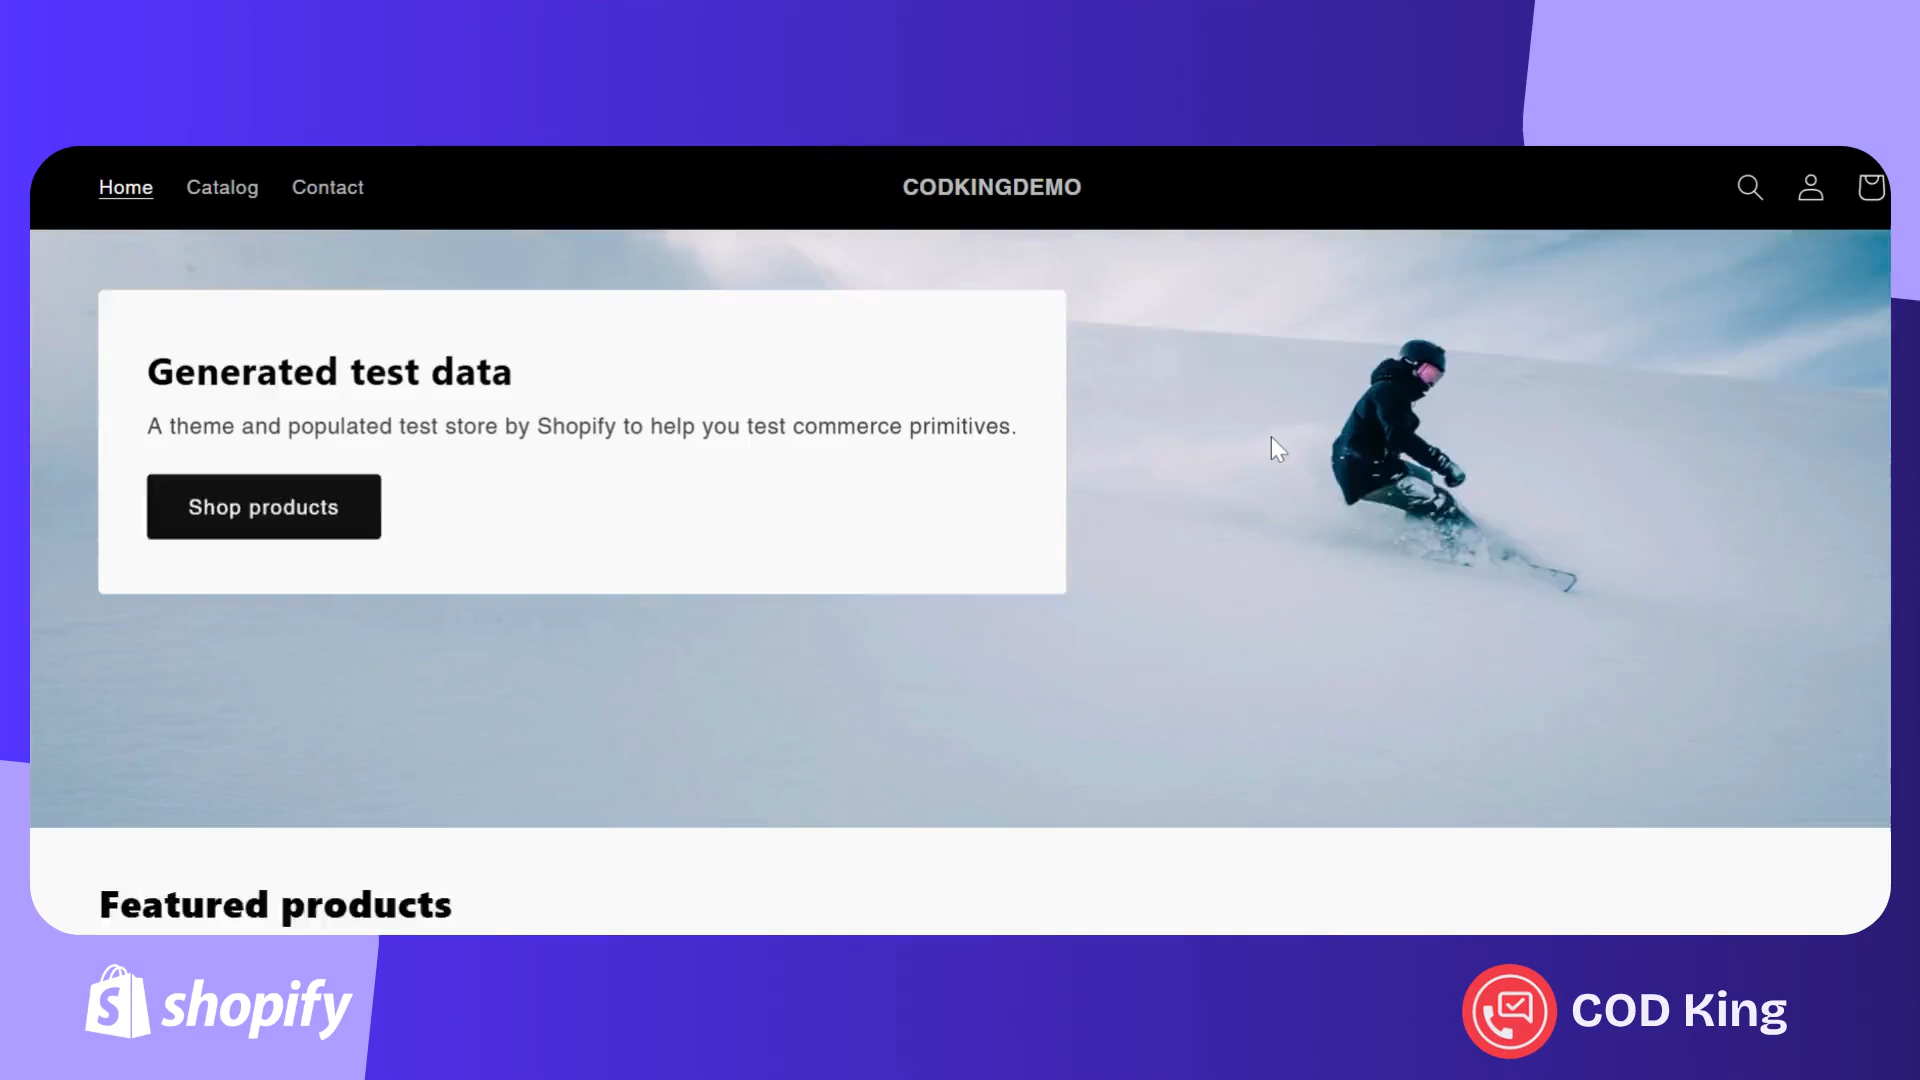 Home Catalog Contact CODKINGDEMO
Generated test data
A theme and populated test store by Shopify to help you test commerce primitives.
Shop products
Featured products
shopify
COD King